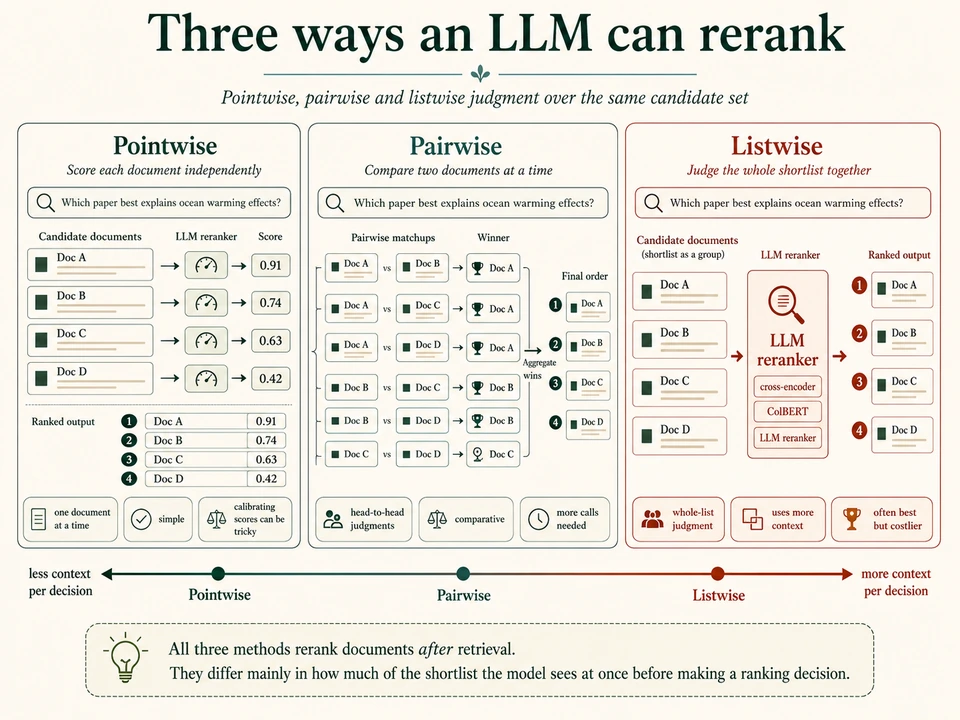 Three ways an LLM can rerank
Pointwise, pairwise and listwise judgment over the same candidate set
Pointwise
Score each document independently
Which paper best explains ocean warming effects?
Candidate documents
LLM reranker
Score
Doc A
0.91
Doc B
0.74
Doc C
0.63
Doc D
0.42
Ranked output
1 Doc A 0.91
2 Doc B 0.74
3 Doc C 0.63
4 Doc D 0.42
one document
at a time
simple
calibrating
scores can be
tricky
Pairwise
Compare two documents at a time
Which paper best explains ocean warming effects?
Pairwise matchups
Winner
Doc A vs Doc B Doc A
Doc A vs Doc C Doc A
Doc A vs Doc D Doc A
Doc B vs Doc C Doc B
Doc B vs Doc D Doc B
Doc C vs Doc D Doc C
Aggregate
wins
Final order
1 Doc A
2 Doc B
3 Doc C
4 Doc D
head-to-head
judgments
comparative
more calls
needed
Listwise
Judge the whole shortlist together
Which paper best explains ocean warming effects?
Candidate documents
(shortlist as a group)
LLM reranker
Ranked output
Doc A
Doc B
Doc C
Doc D
LLM
reranker
cross-encoder
ColBERT
LLM reranker
1 Doc A
2 Doc B
3 Doc C
4 Doc D
whole-list
judgment
uses more
context
often best
but costlier
less context
per decision
Pointwise
Pairwise
Listwise
more context
per decision
All three methods rerank documents after retrieval.
They differ mainly in how much of the shortlist the model sees at once before making a ranking decision.